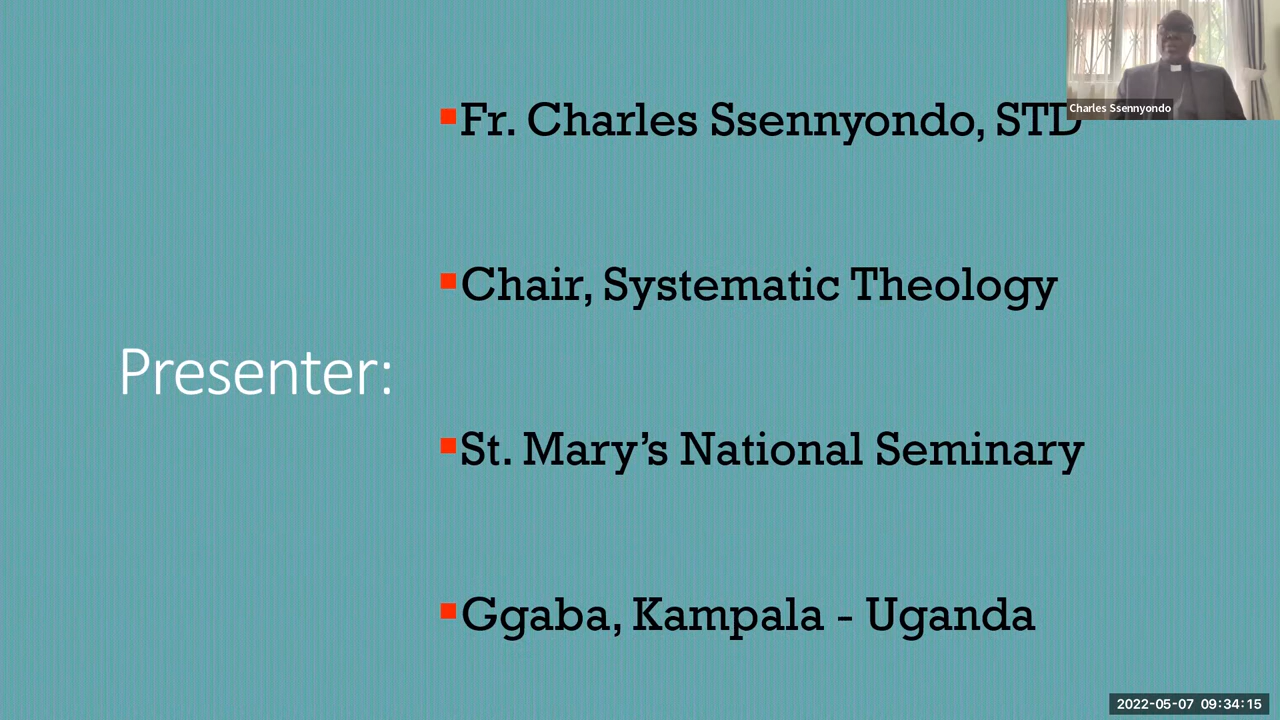 Fr. Charles Ssennyondo, STD
Charles Ssennyondo
Chair, Systematic Theology
Presenter:
St. Mary’s National Seminary
Ggaba, Kampala - Uganda
2022-05-07 09:34:15